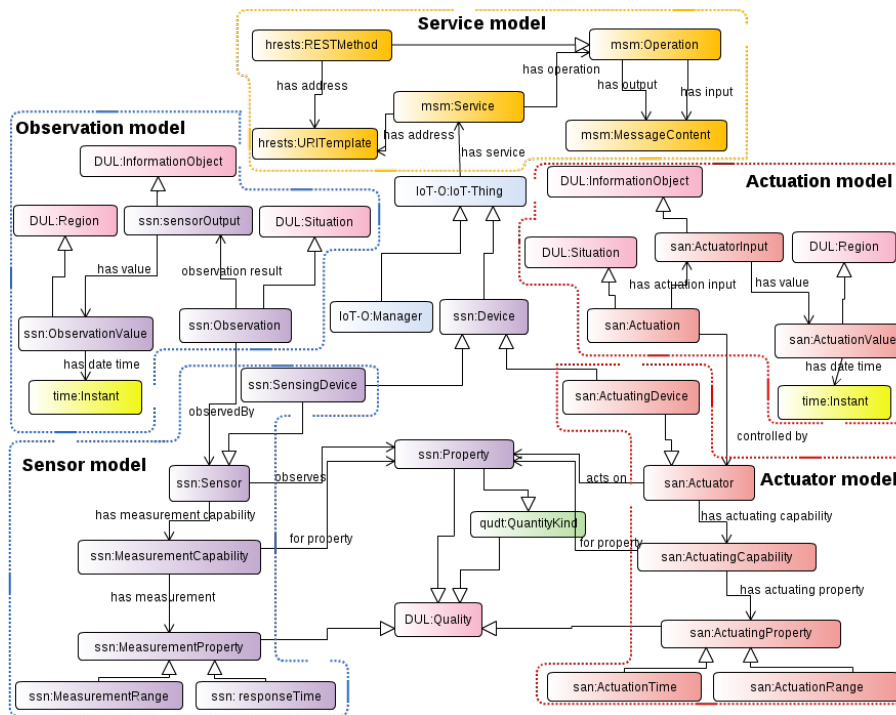 Service model
hrests:RESTMethod
msm:Operation
has operation
has address
has output
has input
msm:Service
has address
hrests:URITemplate
msm:MessageContent
has service
Observation model
DUL:InformationObject
DUL:Region
ssn:sensorOutput
DUL:Situation
has value
observation result
ssn:ObservationValue
ssn:Observation
has date time
time:Instant
observedBy
IoT-O:IoT-Thing
IoT-O:Manager
ssn:Device
Actuation model
DUL:InformationObject
DUL:Situation
san:ActuatorInput
DUL:Region
has actuation input
has value
san:Actuation
san:ActuationValue
has date time
time:Instant
controlled by
ssn:SensingDevice
san:ActuatingDevice
Sensor model
ssn:Sensor
observes
has measurement capability
ssn:MeasurementCapability
for property
has measurement
ssn:MeasurementProperty
ssn:MeasurementRange
ssn: responseTime
ssn:Property
qudt:QuantityKind
DUL:Quality
Actuator model
acts on
san:Actuator
has actuating capability
for property
san:ActuatingCapability
has actuating property
san:ActuatingProperty
san:ActuationTime
san:ActuationRange